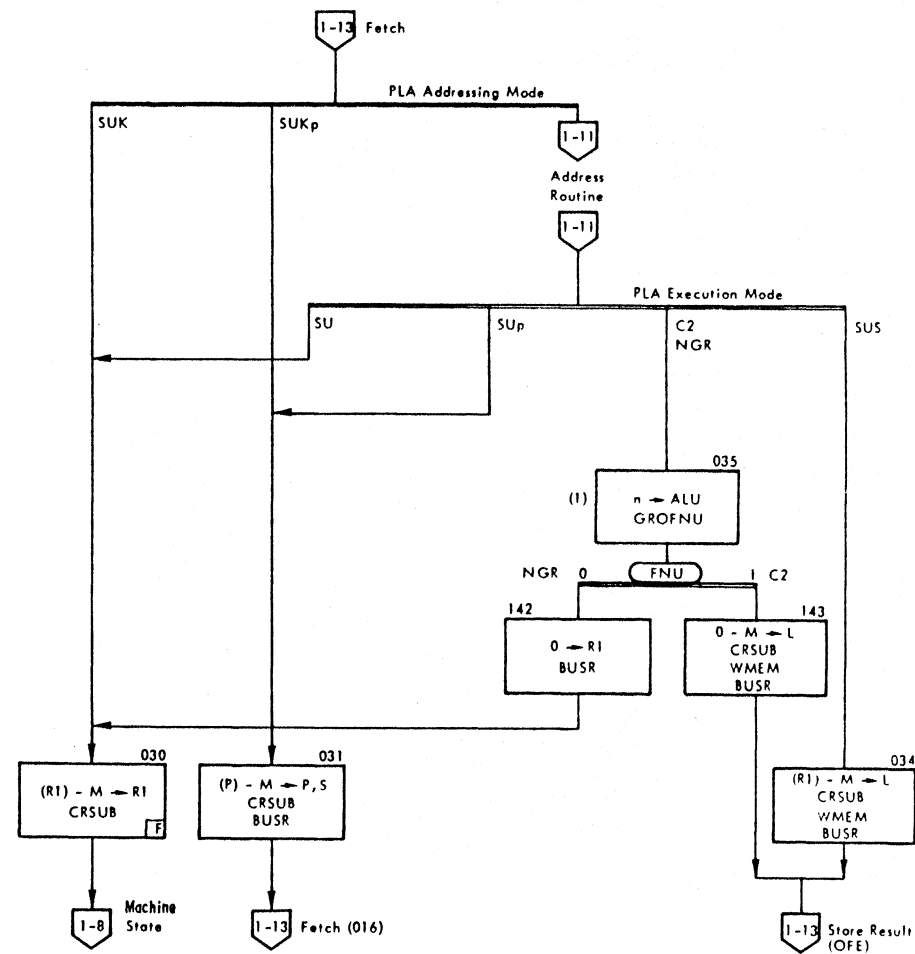 1-13 Fetch
PLA Addressing Mode
SUK
SUKp
1-11
Address
Routine
1-11
PLA Execution Mode
SU
SUp
C2
NGR
SUS
035
(1)
n → ALU
GROFNU
NGR 0 FNU 1 C2
142
0 → R1
BUSR
143
0 - M → L
CRSUB
WMEM
BUSR
030
(R1) - M → R1
CRSUB
F
031
(P) - M → P,S
CRSUB
BUSR
034
(R1) - M → L
CRSUB
WMEM
BUSR
1-8 Machine
State
1-13 Fetch (016)
1-13 Store Result
(OFE)